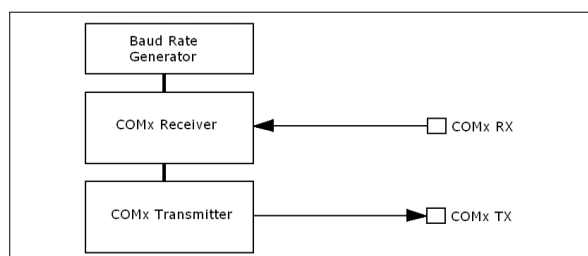 Baud Rate
Generator
COMx Receiver
COMx RX
COMx Transmitter
COMx TX